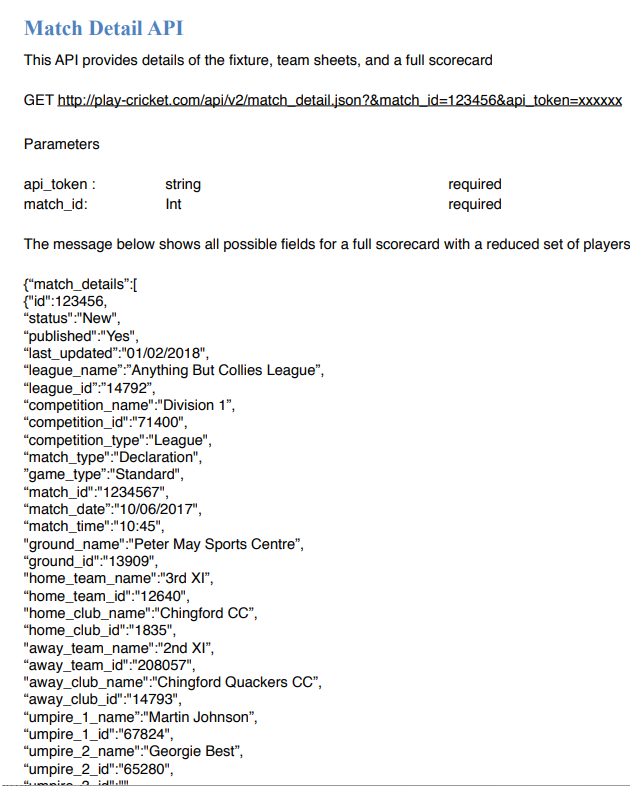 Match Detail API
This API provides details of the fixture, team sheets, and a full scorecard
GET http://play-cricket.com/api/v2/match_detail.json?&match_id=123456&api_token=xxxxxx
Parameters
api_token : string required
match_id: Int required
The message below shows all possible fields for a full scorecard with a reduced set of players
{“match_details”:[
{"id":123456,
“status":"New",
“published":"Yes",
“last_updated”:"01/02/2018",
“league_name”:”Anything But Collies League”,
“league_id”:”14792”,
“competition_name":"Division 1”,
“competition_id":"71400",
“competition_type":"League",
“match_type":"Declaration",
”game_type”:"Standard",
“match_id":"1234567",
“match_date”:"10/06/2017",
“match_time":"10:45",
"ground_name":"Peter May Sports Centre”,
“ground_id":"13909",
"home_team_name":"3rd XI”,
“home_team_id":"12640",
"home_club_name":"Chingford CC”,
“home_club_id":"1835",
"away_team_name":"2nd XI”,
“away_team_id":"208057",
"away_club_name":"Chingford Quackers CC”,
“away_club_id":"14793",
“umpire_1_name”:"Martin Johnson”,
“umpire_1_id":"67824",
“umpire_2_name":"Georgie Best”,
“umpire_2_id":"65280",
“umpire_3_id":"",